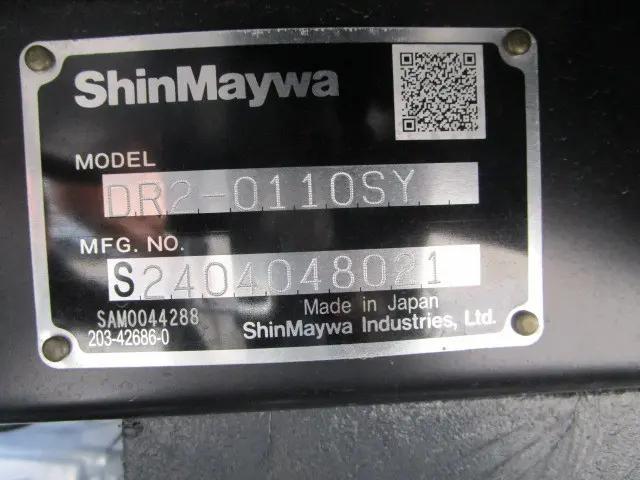 ShinMaywa
MODEL
DR2-0110SY
MFG. NO.
S2404048021
SAM0044288
203-42686-0
Made in Japan
ShinMaywa Industries, Ltd.